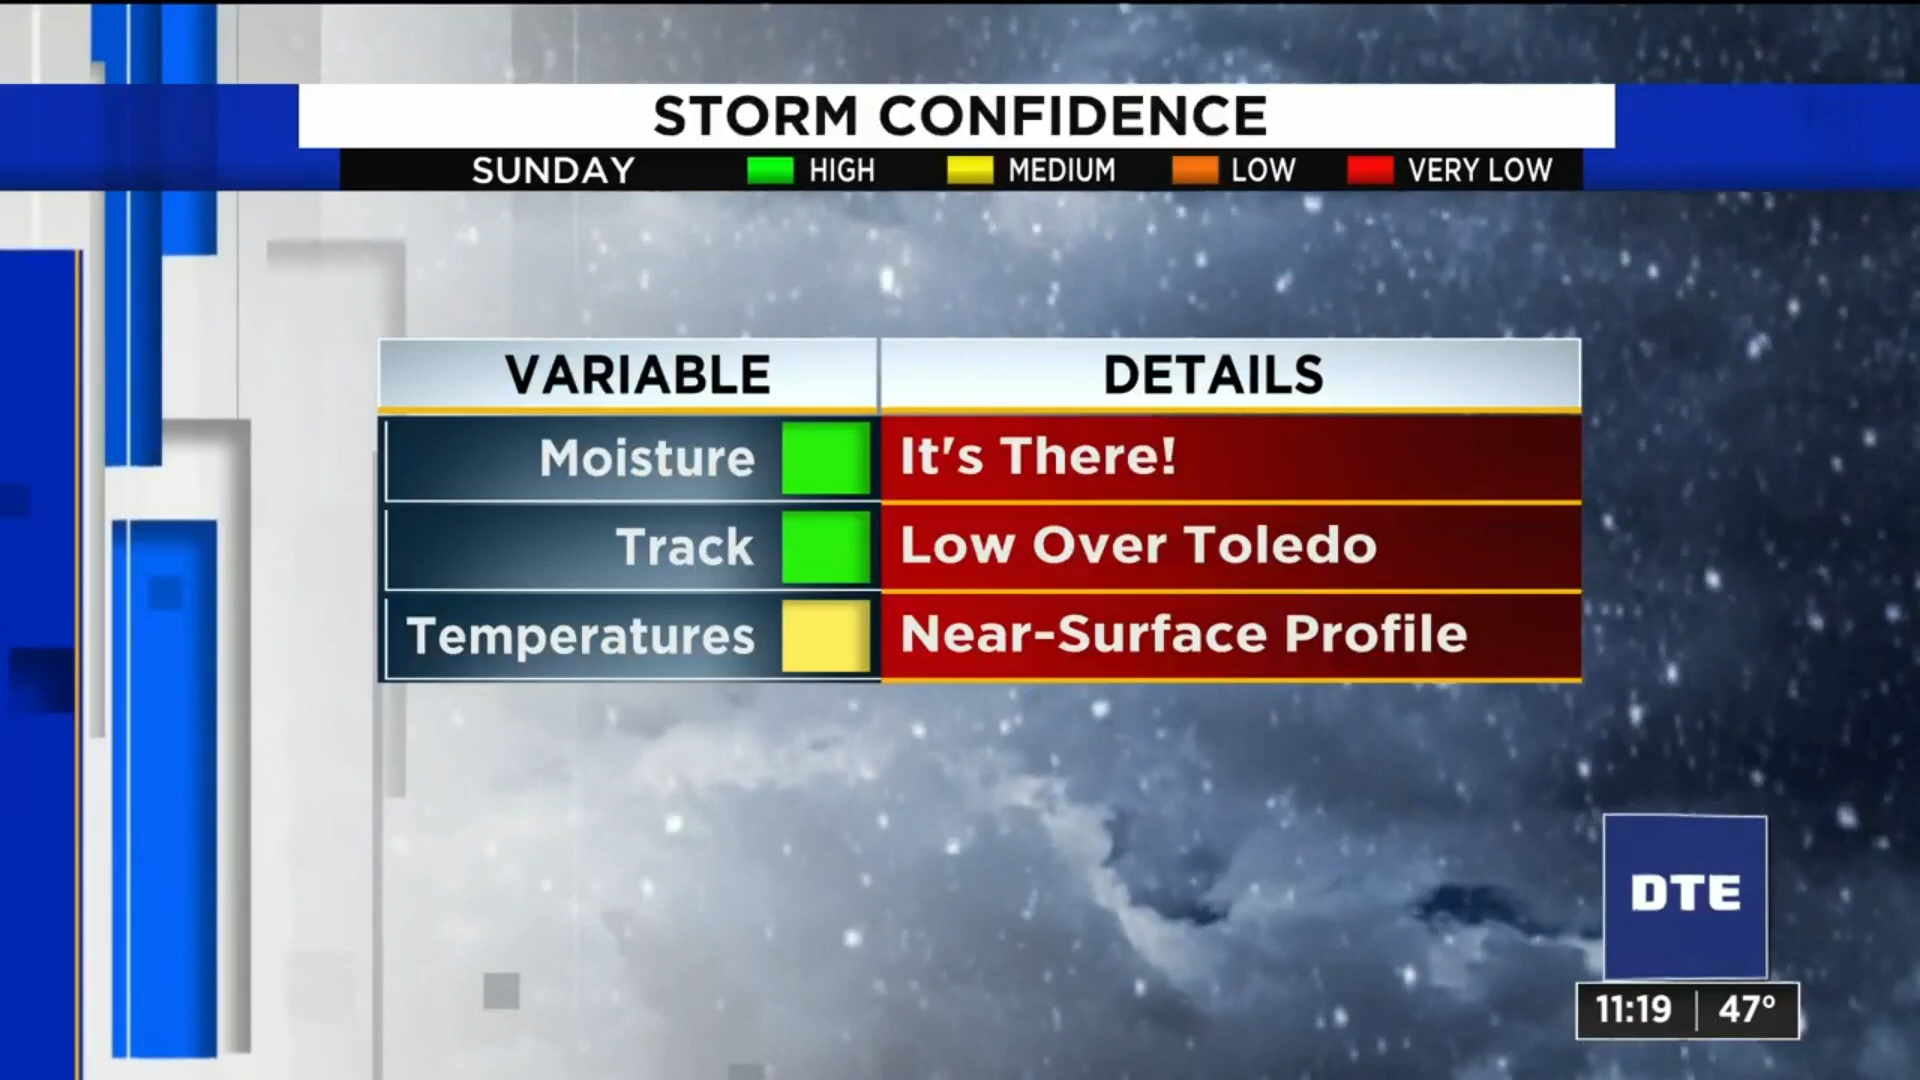 STORM CONFIDENCE
SUNDAY HIGH MEDIUM LOW VERY LOW
VARIABLE DETAILS
Moisture It's There!
Track Low Over Toledo
Temperatures Near-Surface Profile
DTE
11:19 47°